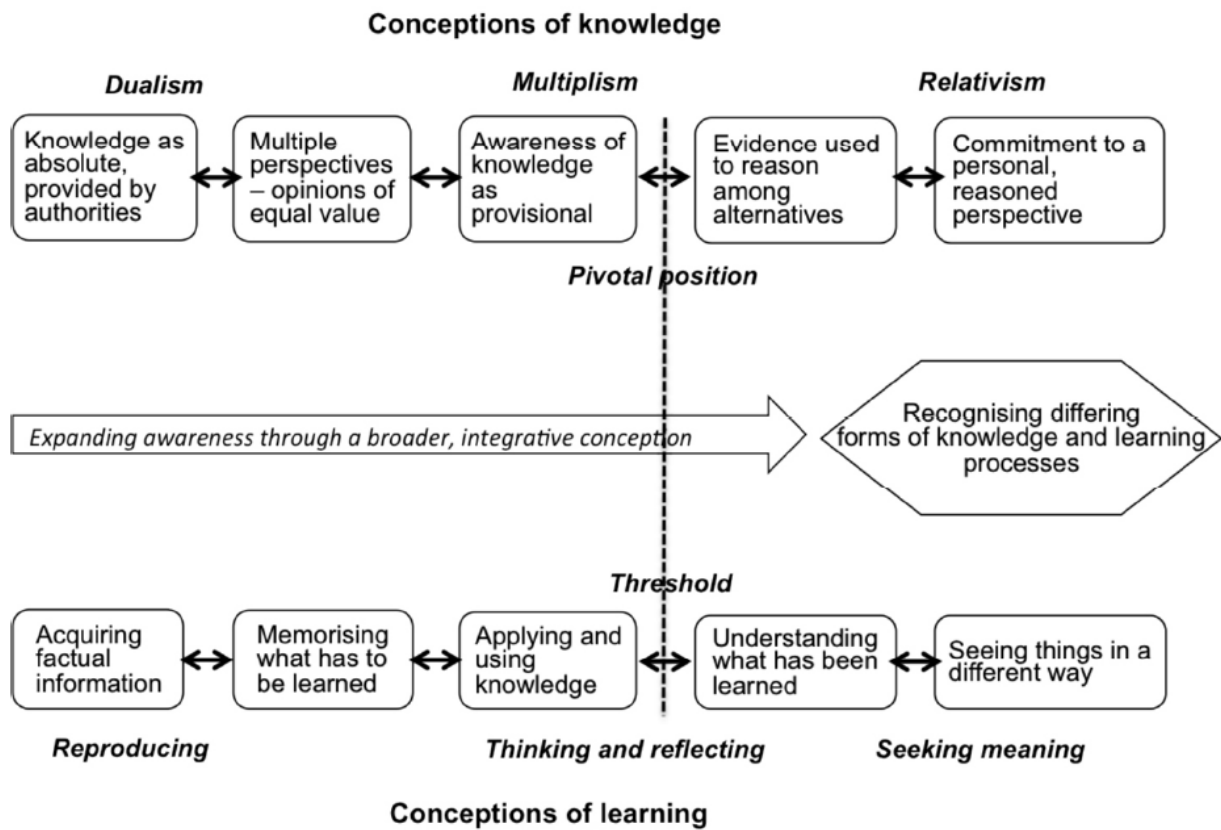 Conceptions of knowledge
Dualism
Multiplism
Relativism
Knowledge as
absolute,
provided by
authorities
Multiple
perspectives
– opinions of
equal value
Awareness of
knowledge
as
provisional
Evidence used
to reason
among
alternatives
Commitment to a
personal,
reasoned
perspective
Pivotal position
Expanding awareness through a broader, integrative conception
Recognising differing
forms of knowledge and learning
processes
Threshold
Acquiring
factual
information
Memorising
what has to
be learned
Applying and
using
knowledge
Understanding
what has been
learned
Seeing things in a
different way
Reproducing
Thinking and reflecting
Seeking meaning
Conceptions of learning